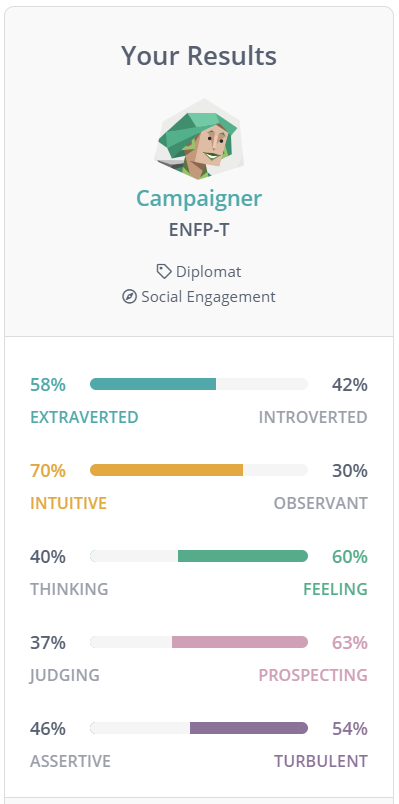 Your Results
Campaigner
ENFP-T
Diplomat
Social Engagement
58% 42%
EXTRAVERTED INTROVERTED
70% 30%
INTUITIVE OBSERVANT
40% 60%
THINKING FEELING
37% 63%
JUDGING PROSPECTING
46% 54%
ASSERTIVE TURBULENT